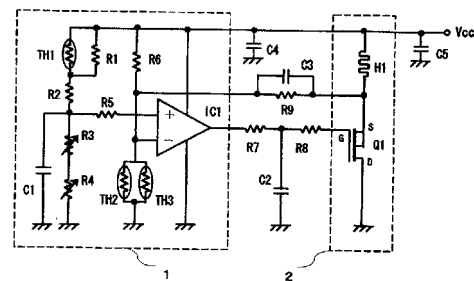 Vcc
TH1
R1
R6
C4
C3
H1
C5
R2
R5
R9
IC1
+
−
R3
R7
R8
G
S
Q1
D
C1
R4
TH2
TH3
C2
1
2